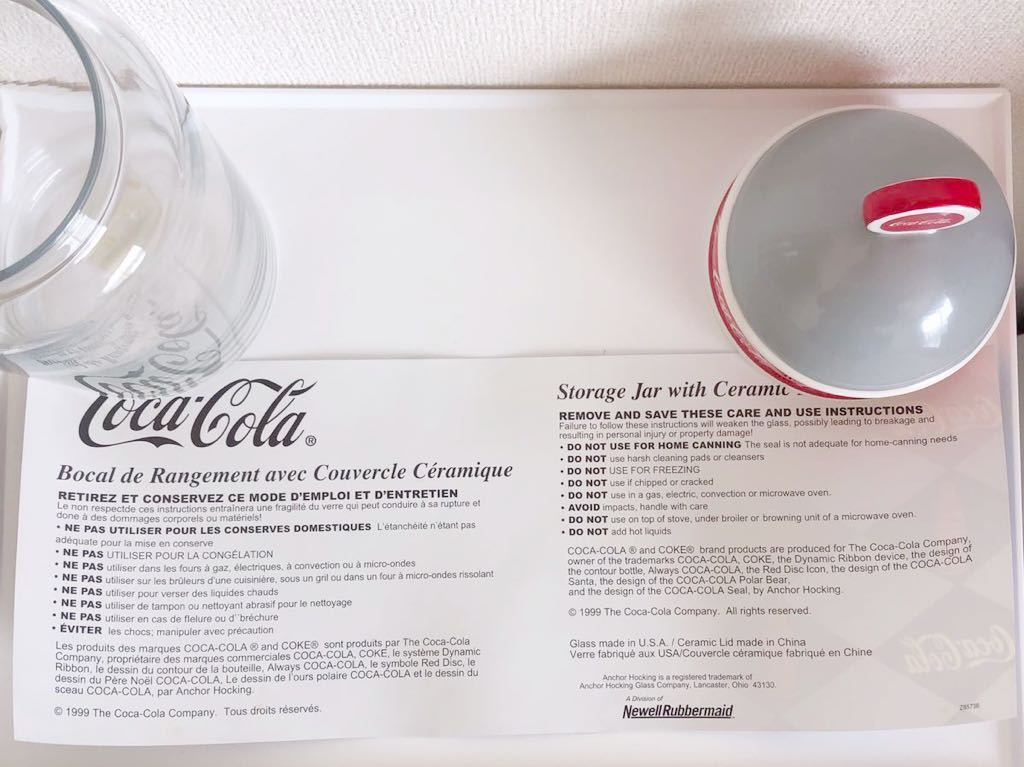 Coca-Cola
Coca-Cola®
Bocal de Rangement avec Couvercle Céramique
RETIREZ ET CONSERVEZ CE MODE D'EMPLOI ET D'ENTRETIEN
Le non respectde ces instructions entraînera une fragilité du verre qui peut conduire à sa rupture et
donc à des dommages corporels ou matériels!
• NE PAS UTILISER POUR LES CONSERVES DOMESTIQUES L'étanchéité n'étant pas
adéquate pour la mise en conserve
• NE PAS UTILISER POUR LA CONGÉLATION
• NE PAS utiliser dans les fours à gaz, électriques, à convection ou à micro-ondes
• NE PAS utiliser sur les brûleurs d'une cuisinière, sous un gril ou dans un four à micro-ondes rissolant
• NE PAS utiliser pour verser des liquides chauds
• NE PAS utiliser de tampon ou nettoyant abrasif pour le nettoyage
• NE PAS utiliser en cas de flelure ou d''bréchure
• ÉVITER les chocs; manipuler avec précaution
Les produits des marques COCA-COLA ® and COKE® sont produits par The Coca-Cola
Company, propriétaire des marques commerciales COCA-COLA, COKE, le système Dynamic
Ribbon, le dessin du contour de la bouteille, Always COCA-COLA, le symbole Red Disc, le
dessin du Père Noël COCA-COLA, Le dessin de l'ours polaire COCA-COLA et le dessin du
sceau COCA-COLA, par Anchor Hocking.
© 1999 The Coca-Cola Company. Tous droits réservés.
Storage Jar with Ceramic
REMOVE AND SAVE THESE CARE AND USE INSTRUCTIONS
Failure to follow these instructions will weaken the glass, possibly leading to breakage and
resulting in personal injury or property damage!
• DO NOT USE FOR HOME CANNING The seal is not adequate for home-canning needs
• DO NOT use harsh cleaning pads or cleansers
• DO NOT USE FOR FREEZING
• DO NOT use if chipped or cracked
• DO NOT use in a gas, electric, convection or microwave oven.
• AVOID impacts, handle with care
• DO NOT use on top of stove, under broiler or browning unit of a microwave oven.
• DO NOT add hot liquids
COCA-COLA ® and COKE® brand products are produced for The Coca-Cola Company,
owner of the trademarks COCA-COLA, COKE, the Dynamic Ribbon device, the design of
the contour bottle, Always COCA-COLA, the Red Disc Icon, the design of the COCA-COLA
Santa, the design of the COCA-COLA Polar Bear,
and the design of the COCA-COLA Seal, by Anchor Hocking.
© 1999 The Coca-Cola Company. All rights reserved.
Glass made in U.S.A. / Ceramic Lid made in China
Verre fabriqué aux USA/Couvercle céramique fabriqué en Chine
Anchor Hocking is a registered trademark of
Anchor Hocking Glass Company, Lancaster, Ohio 43130.
A Division of
NewellRubbermaid
Z8573B